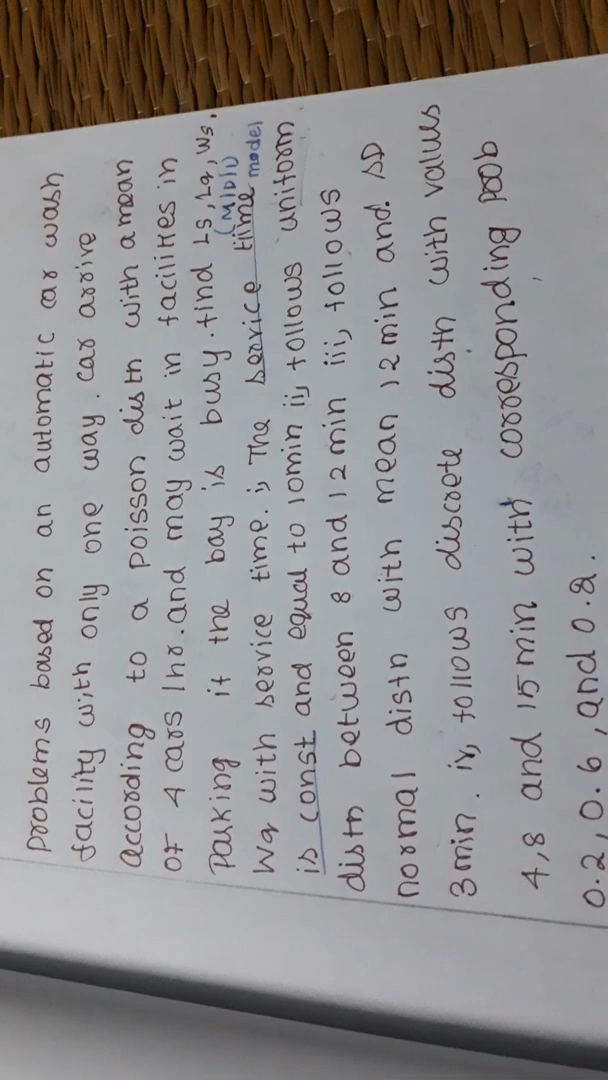 problems based on an automatic car wash
facility with only one way. car arrive
according to a poisson distn with a mean
of 4 cars 1hr. and may wait in facilities in
Parking if the bay is busy. find Ls, Lq, Ws,
Wq with service time. i, The service time (M|D|1) model
is const and equal to 10min ii, follows uniform
distn between 8 and 12 min iii, follows
normal distn with mean 12 min and SD
3min. iv, follows discrete distn with values
4,8 and 15 min with corresponding prob
0.2, 0.6, and 0.2.